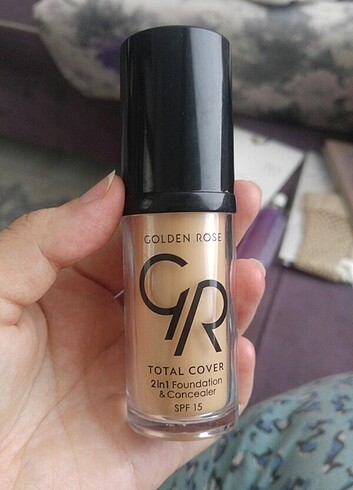 GOLDEN ROSE
GR
TOTAL COVER
2in1 Foundation
& Concealer
SPF 15